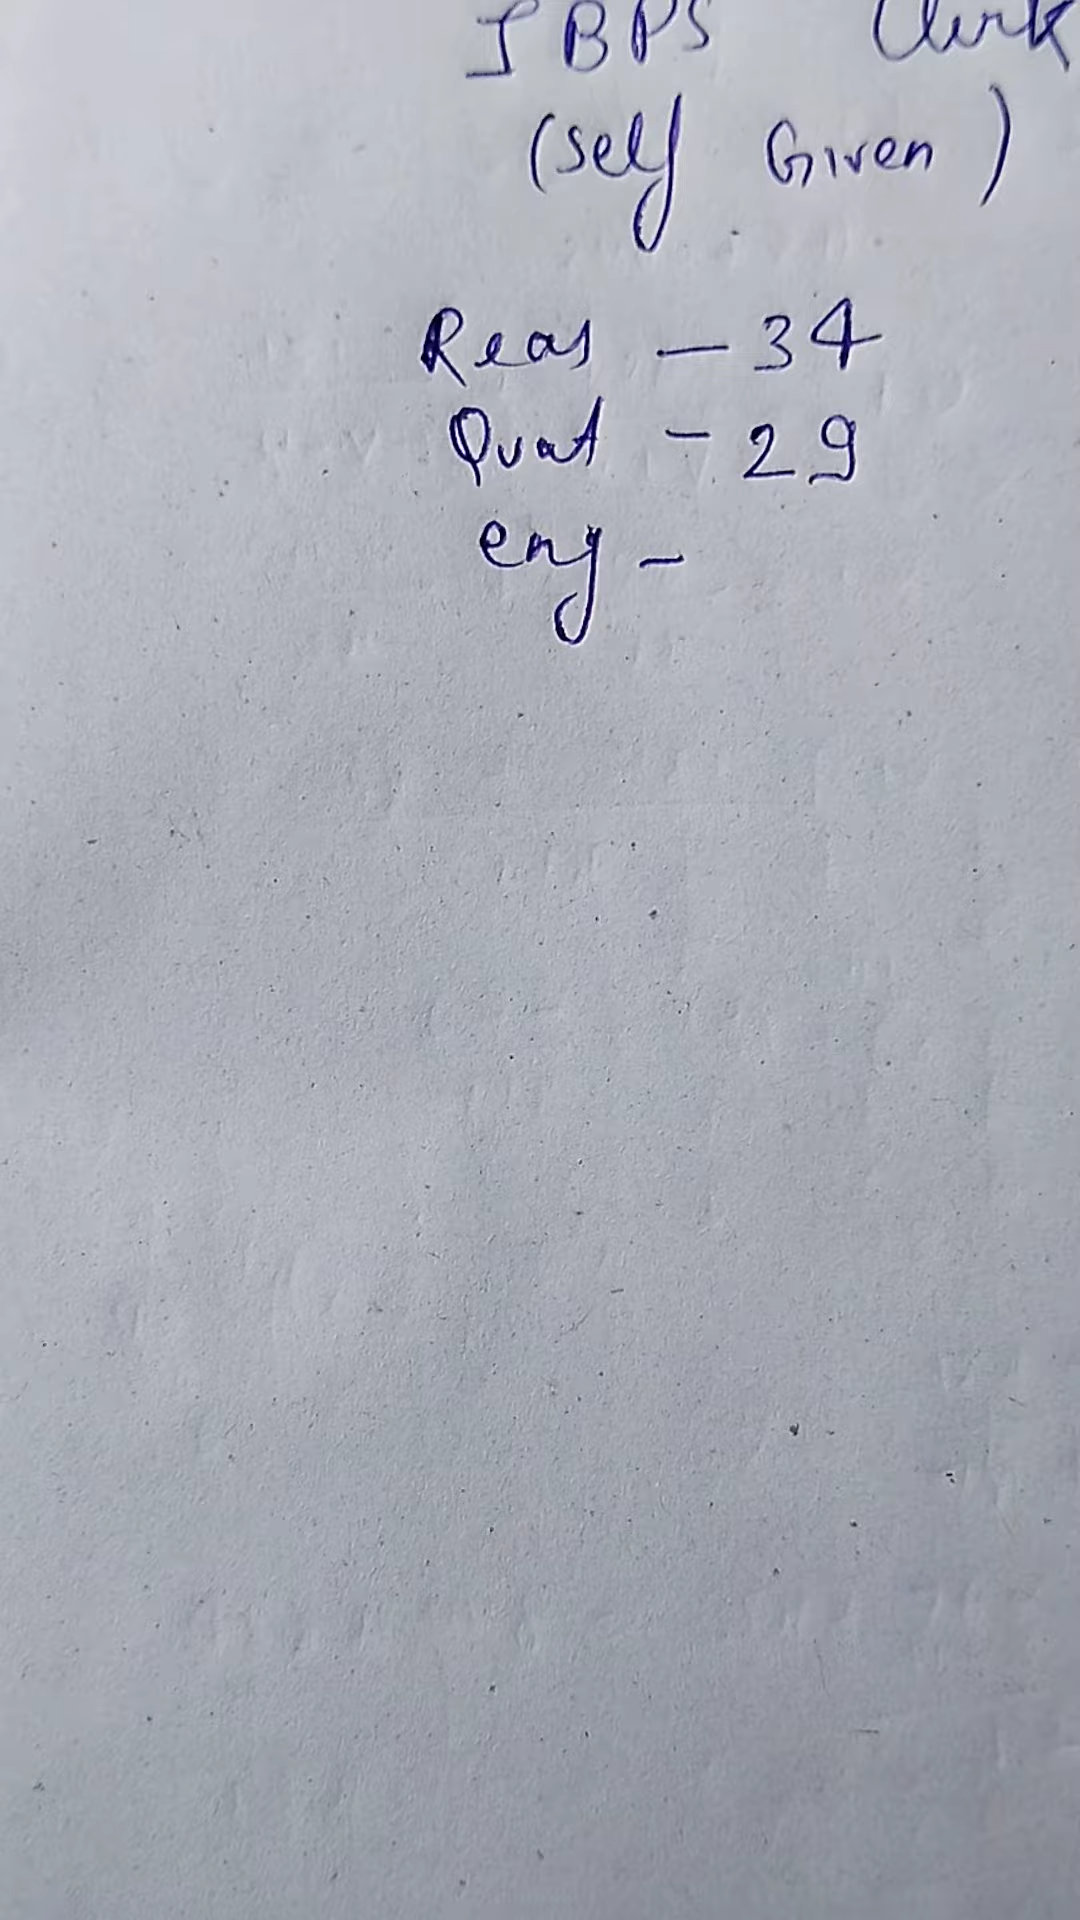 IBPS Clerk
(Self Given)
Reas - 34
Quat - 29
eng -